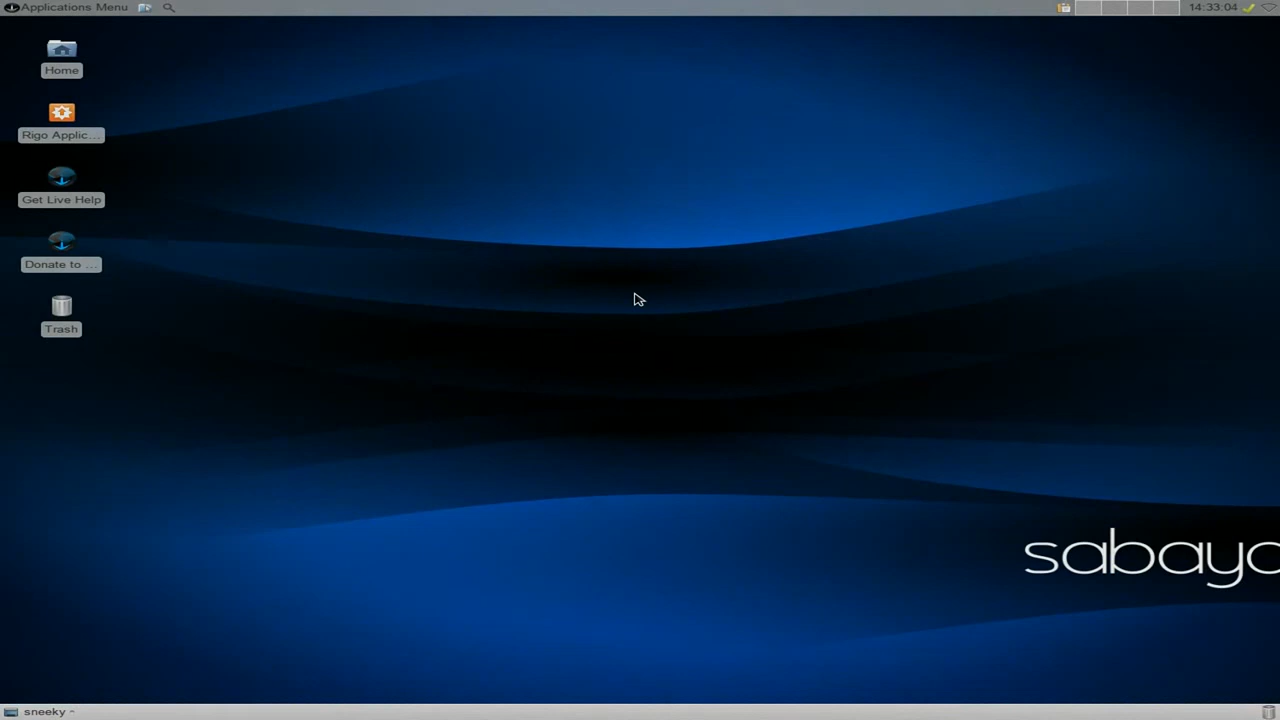 Applications Menu
14:33:04
Home
Rigo Applic...
Get Live Help
Donate to ...
Trash
sabayo
sneeky ~